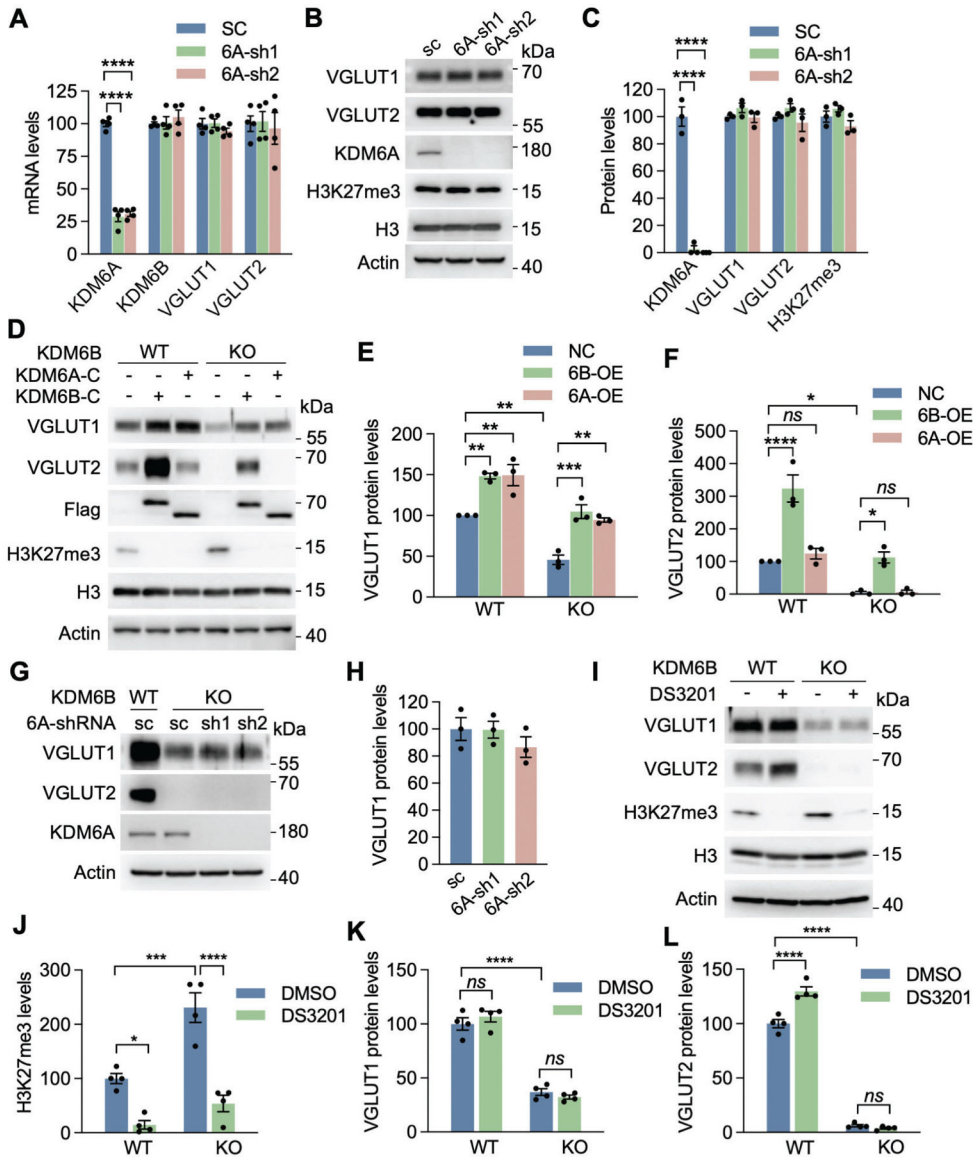 A
SC
6A-sh1
6A-sh2
****
****
mRNA levels
125
100
75
50
25
0
KDM6A
KDM6B
VGLUT1
VGLUT2
B
sc
6A-sh1
6A-sh2
kDa
VGLUT1
70
VGLUT2
55
KDM6A
180
H3K27me3
15
H3
15
Actin
40
C
SC
6A-sh1
6A-sh2
****
****
Protein levels
120
100
80
60
40
20
0
KDM6A
VGLUT1
VGLUT2
H3K27me3
D
KDM6B WT KO
KDM6A-C - - + - - +
KDM6B-C - + - - + -
kDa
VGLUT1
55
VGLUT2
70
Flag
70
55
H3K27me3
15
H3
15
Actin
40
E
NC
6B-OE
6A-OE
**
**
**
**
***
VGLUT1 protein levels
200
150
100
50
0
WT KO
F
NC
6B-OE
6A-OE
*
ns
****
ns
*
VGLUT2 protein levels
500
400
300
200
100
0
WT KO
G
KDM6B WT KO
6A-shRNA sc sc sh1 sh2
kDa
VGLUT1
55
VGLUT2
70
KDM6A
180
Actin
40
H
VGLUT1 protein levels
140
120
100
80
60
40
20
0
sc
6A-sh1
6A-sh2
I
KDM6B WT KO
DS3201 - + - +
kDa
VGLUT1
55
VGLUT2
70
H3K27me3
15
H3
15
Actin
40
J
***
****
*
DMSO
DS3201
H3K27me3 levels
300
200
100
0
WT KO
K
****
ns
ns
DMSO
DS3201
VGLUT1 protein levels
150
100
50
0
WT KO
L
****
****
ns
DMSO
DS3201
VGLUT2 protein levels
150
100
50
0
WT KO